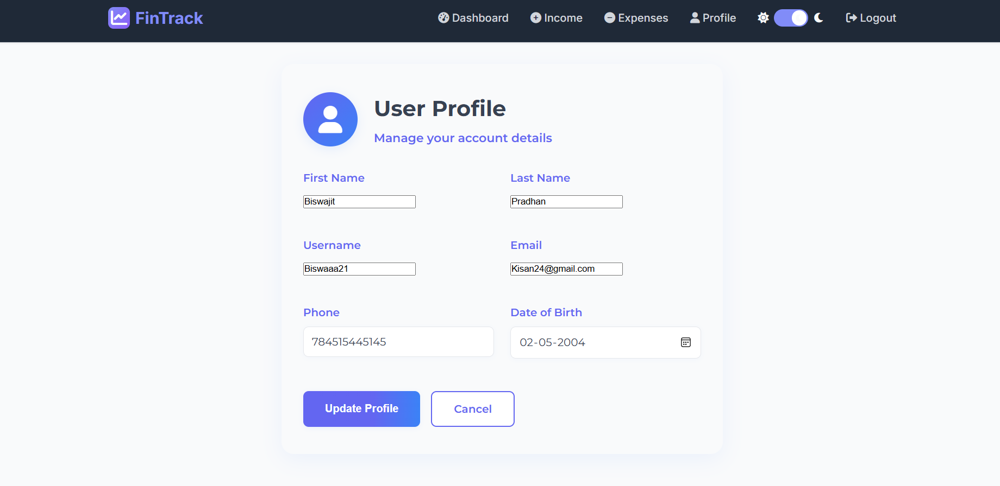 FinTrack
Dashboard Income Expenses Profile Logout
User Profile
Manage your account details
First Name Last Name
Biswajit Pradhan
Username Email
Biswaaa21 Kisan24@gmail.com
Phone Date of Birth
784515445145 02-05-2004
Update Profile Cancel